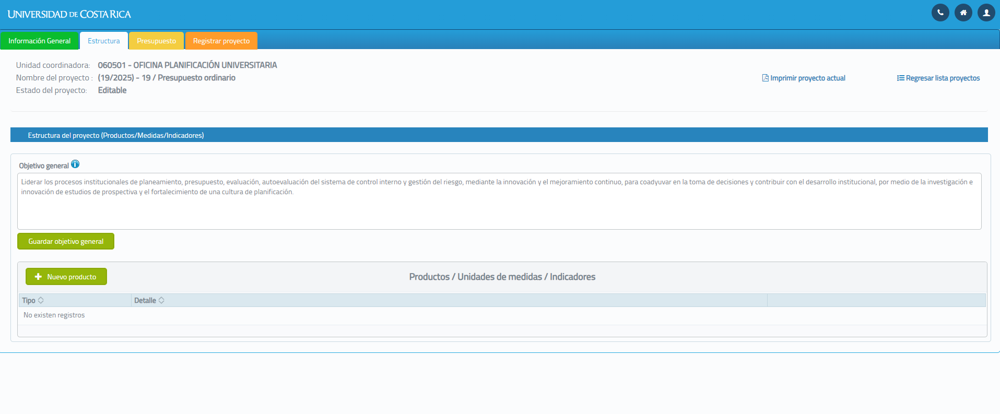 UNIVERSIDAD DE COSTA RICA
Información General
Estructura
Presupuesto
Registrar proyecto
Unidad coordinadora: 060501 - OFICINA PLANIFICACIÓN UNIVERSITARIA
Nombre del proyecto : (19/2025) - 19 / Presupuesto ordinario
Estado del proyecto: Editable
Imprimir proyecto actual
Regresar lista proyectos
Estructura del proyecto (Productos/Medidas/Indicadores)
Objetivo general
Liderar los procesos institucionales de planeamiento, presupuesto, evaluación, autoevaluación del sistema de control interno y gestión del riesgo, mediante la innovación y el mejoramiento continuo, para coadyuvar en la toma de decisiones y contribuir con el desarrollo institucional, por medio de la investigación e
innovación de estudios de prospectiva y el fortalecimiento de una cultura de planificación.
Guardar objetivo general
Nuevo producto
Productos / Unidades de medidas / Indicadores
Tipo
Detalle
No existen registros